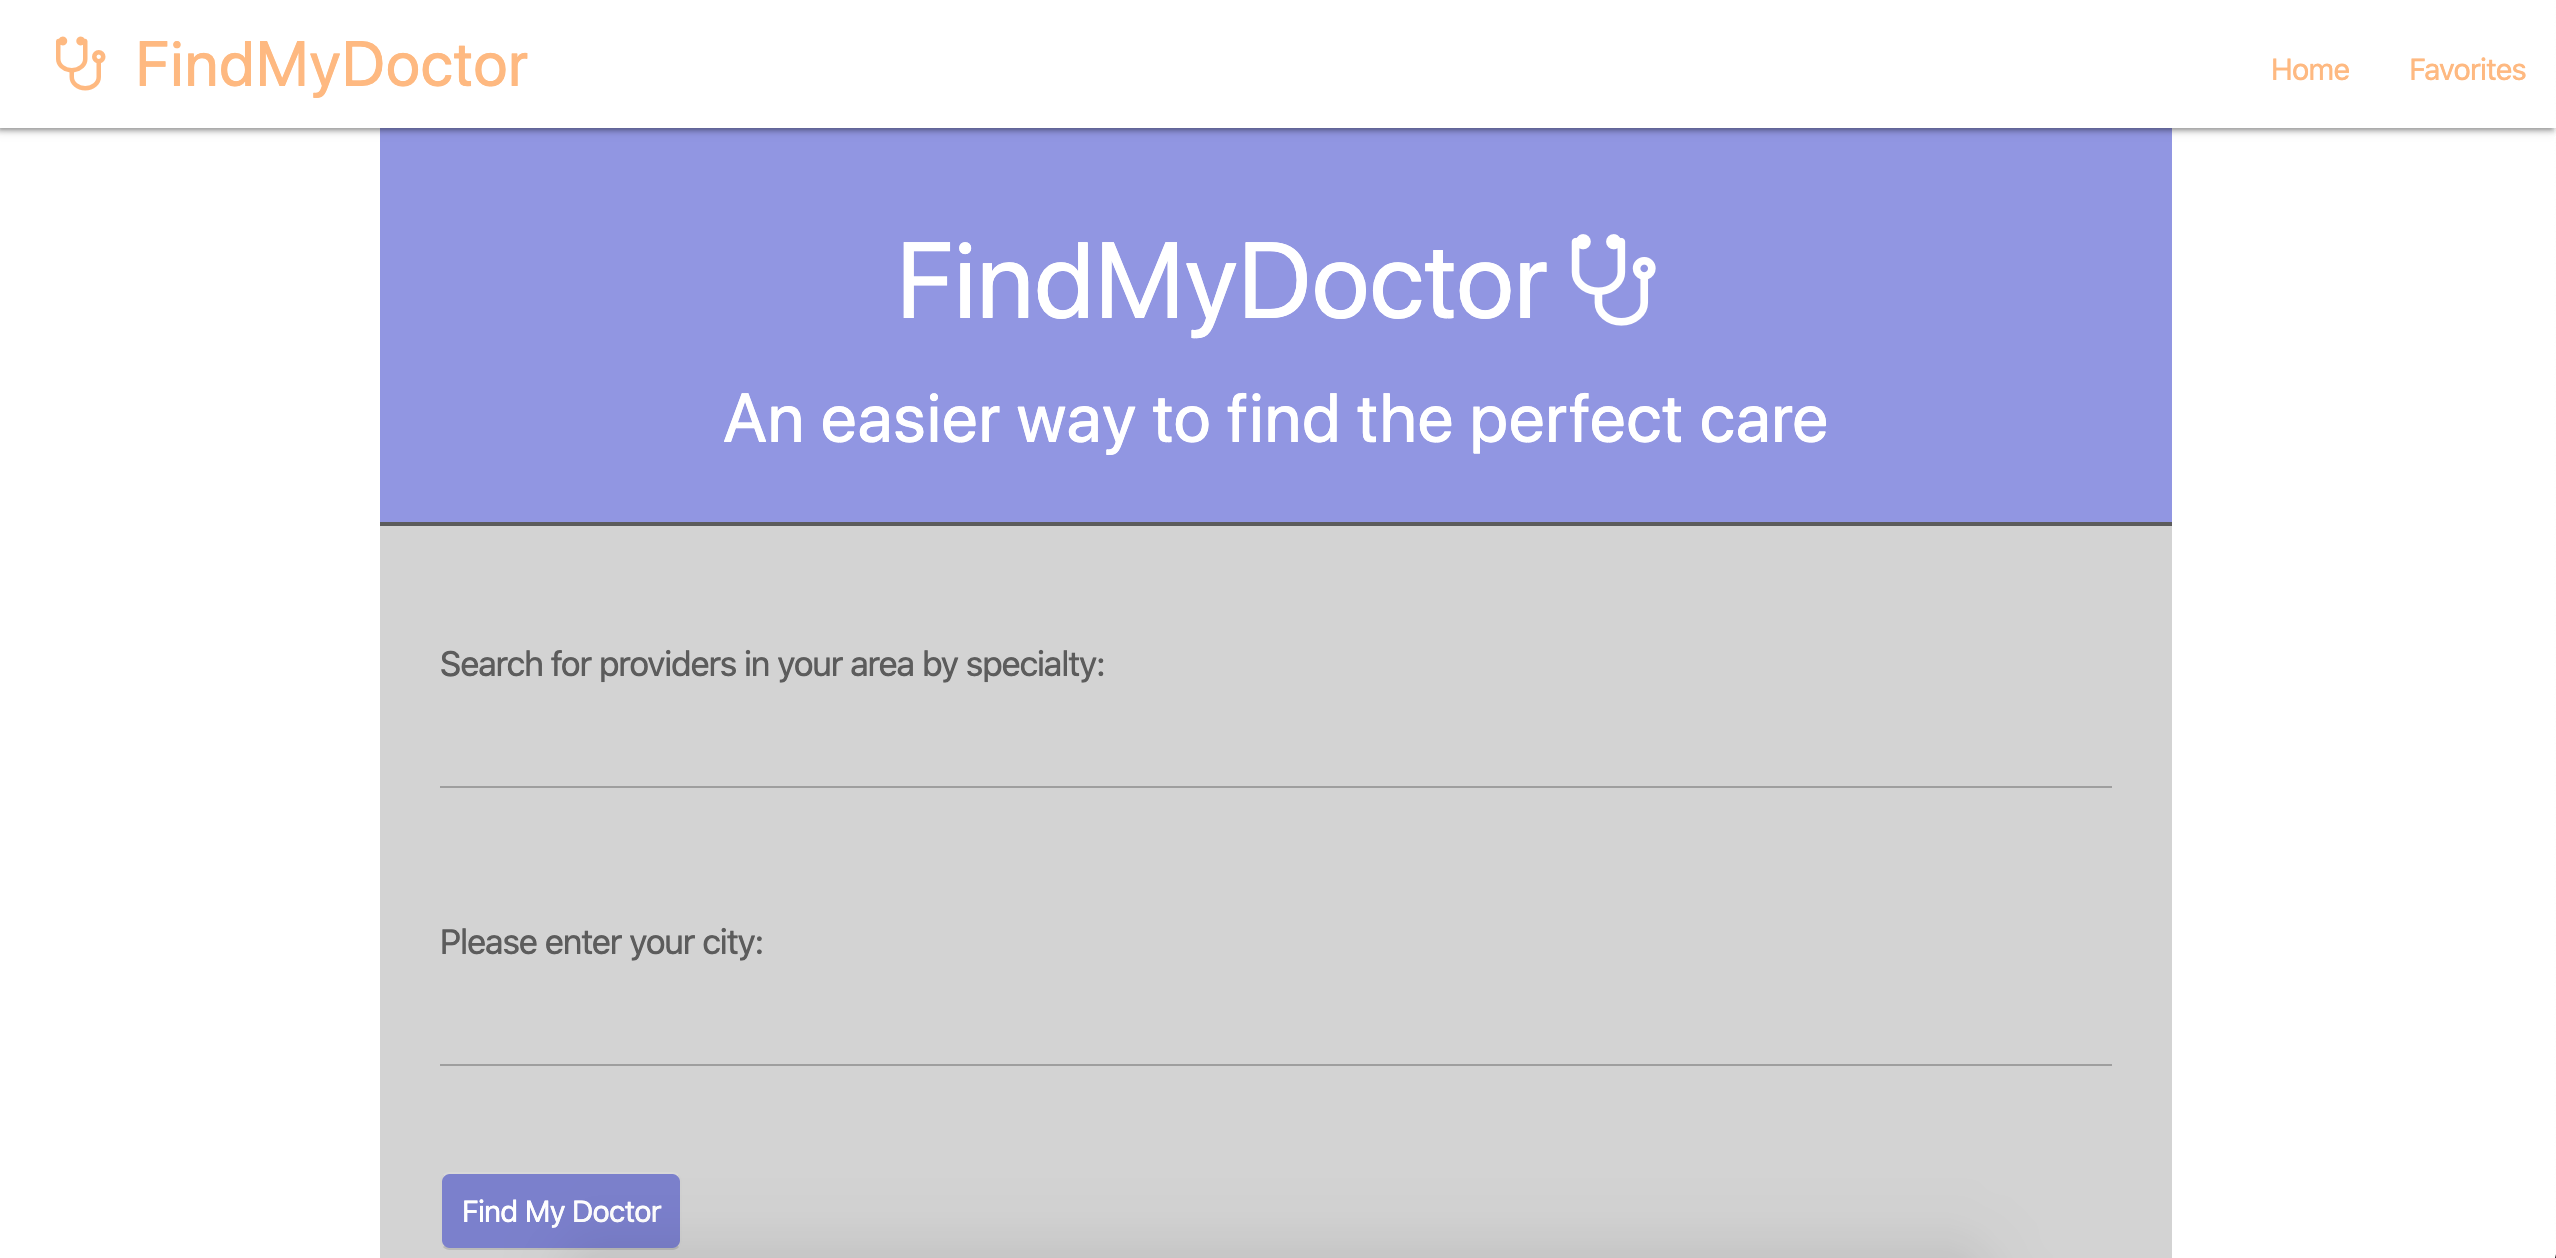 FindMyDoctor
Home
Favorites
FindMyDoctor
An easier way to find the perfect care
Search for providers in your area by specialty:
Please enter your city:
Find My Doctor